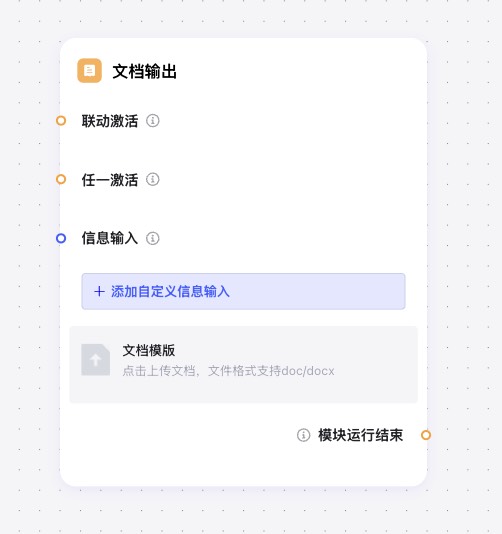 文档输出
联动激活
任一激活
信息输入
+ 添加自定义信息输入
文档模版
点击上传文档，文件格式支持doc/docx
模块运行结束